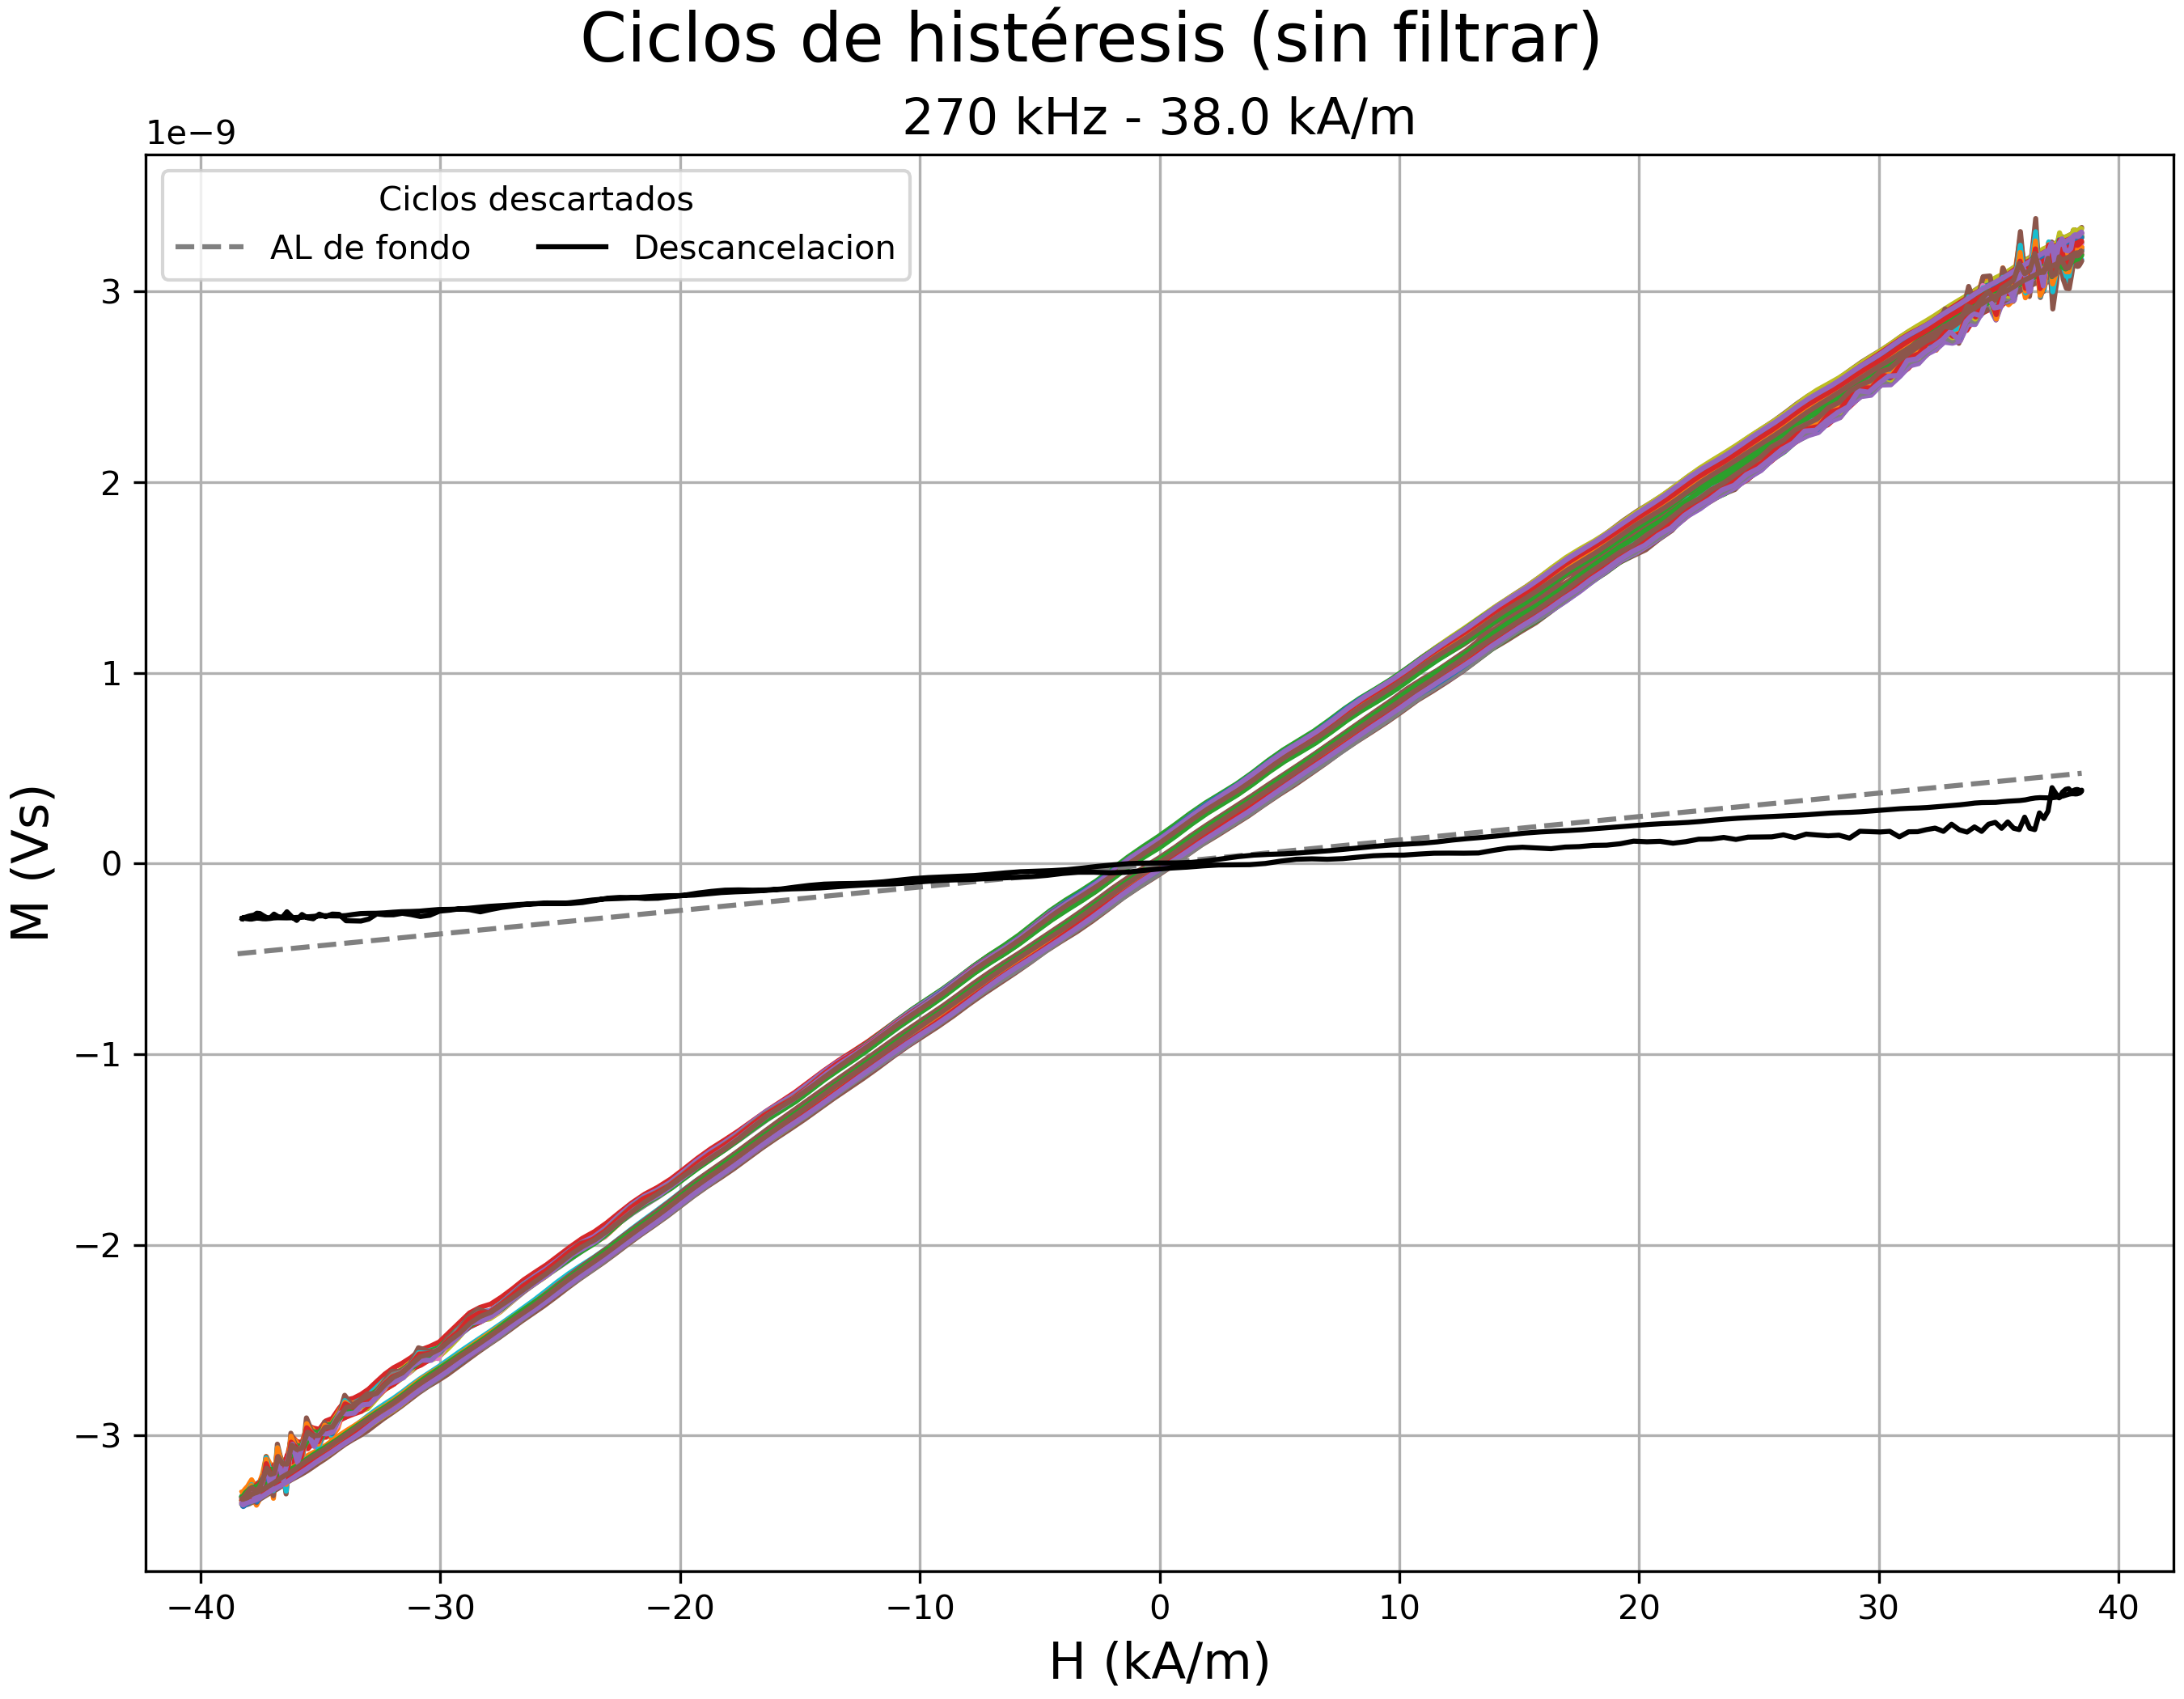 Ciclos de histéresis (sin filtrar)
270 kHz - 38.0 kA/m
1e−9
Ciclos descartados
AL de fondo Descancelacion
3
2
1
0
−1
−2
−3
M (Vs)
−40 −30 −20 −10 0 10 20 30 40
H (kA/m)